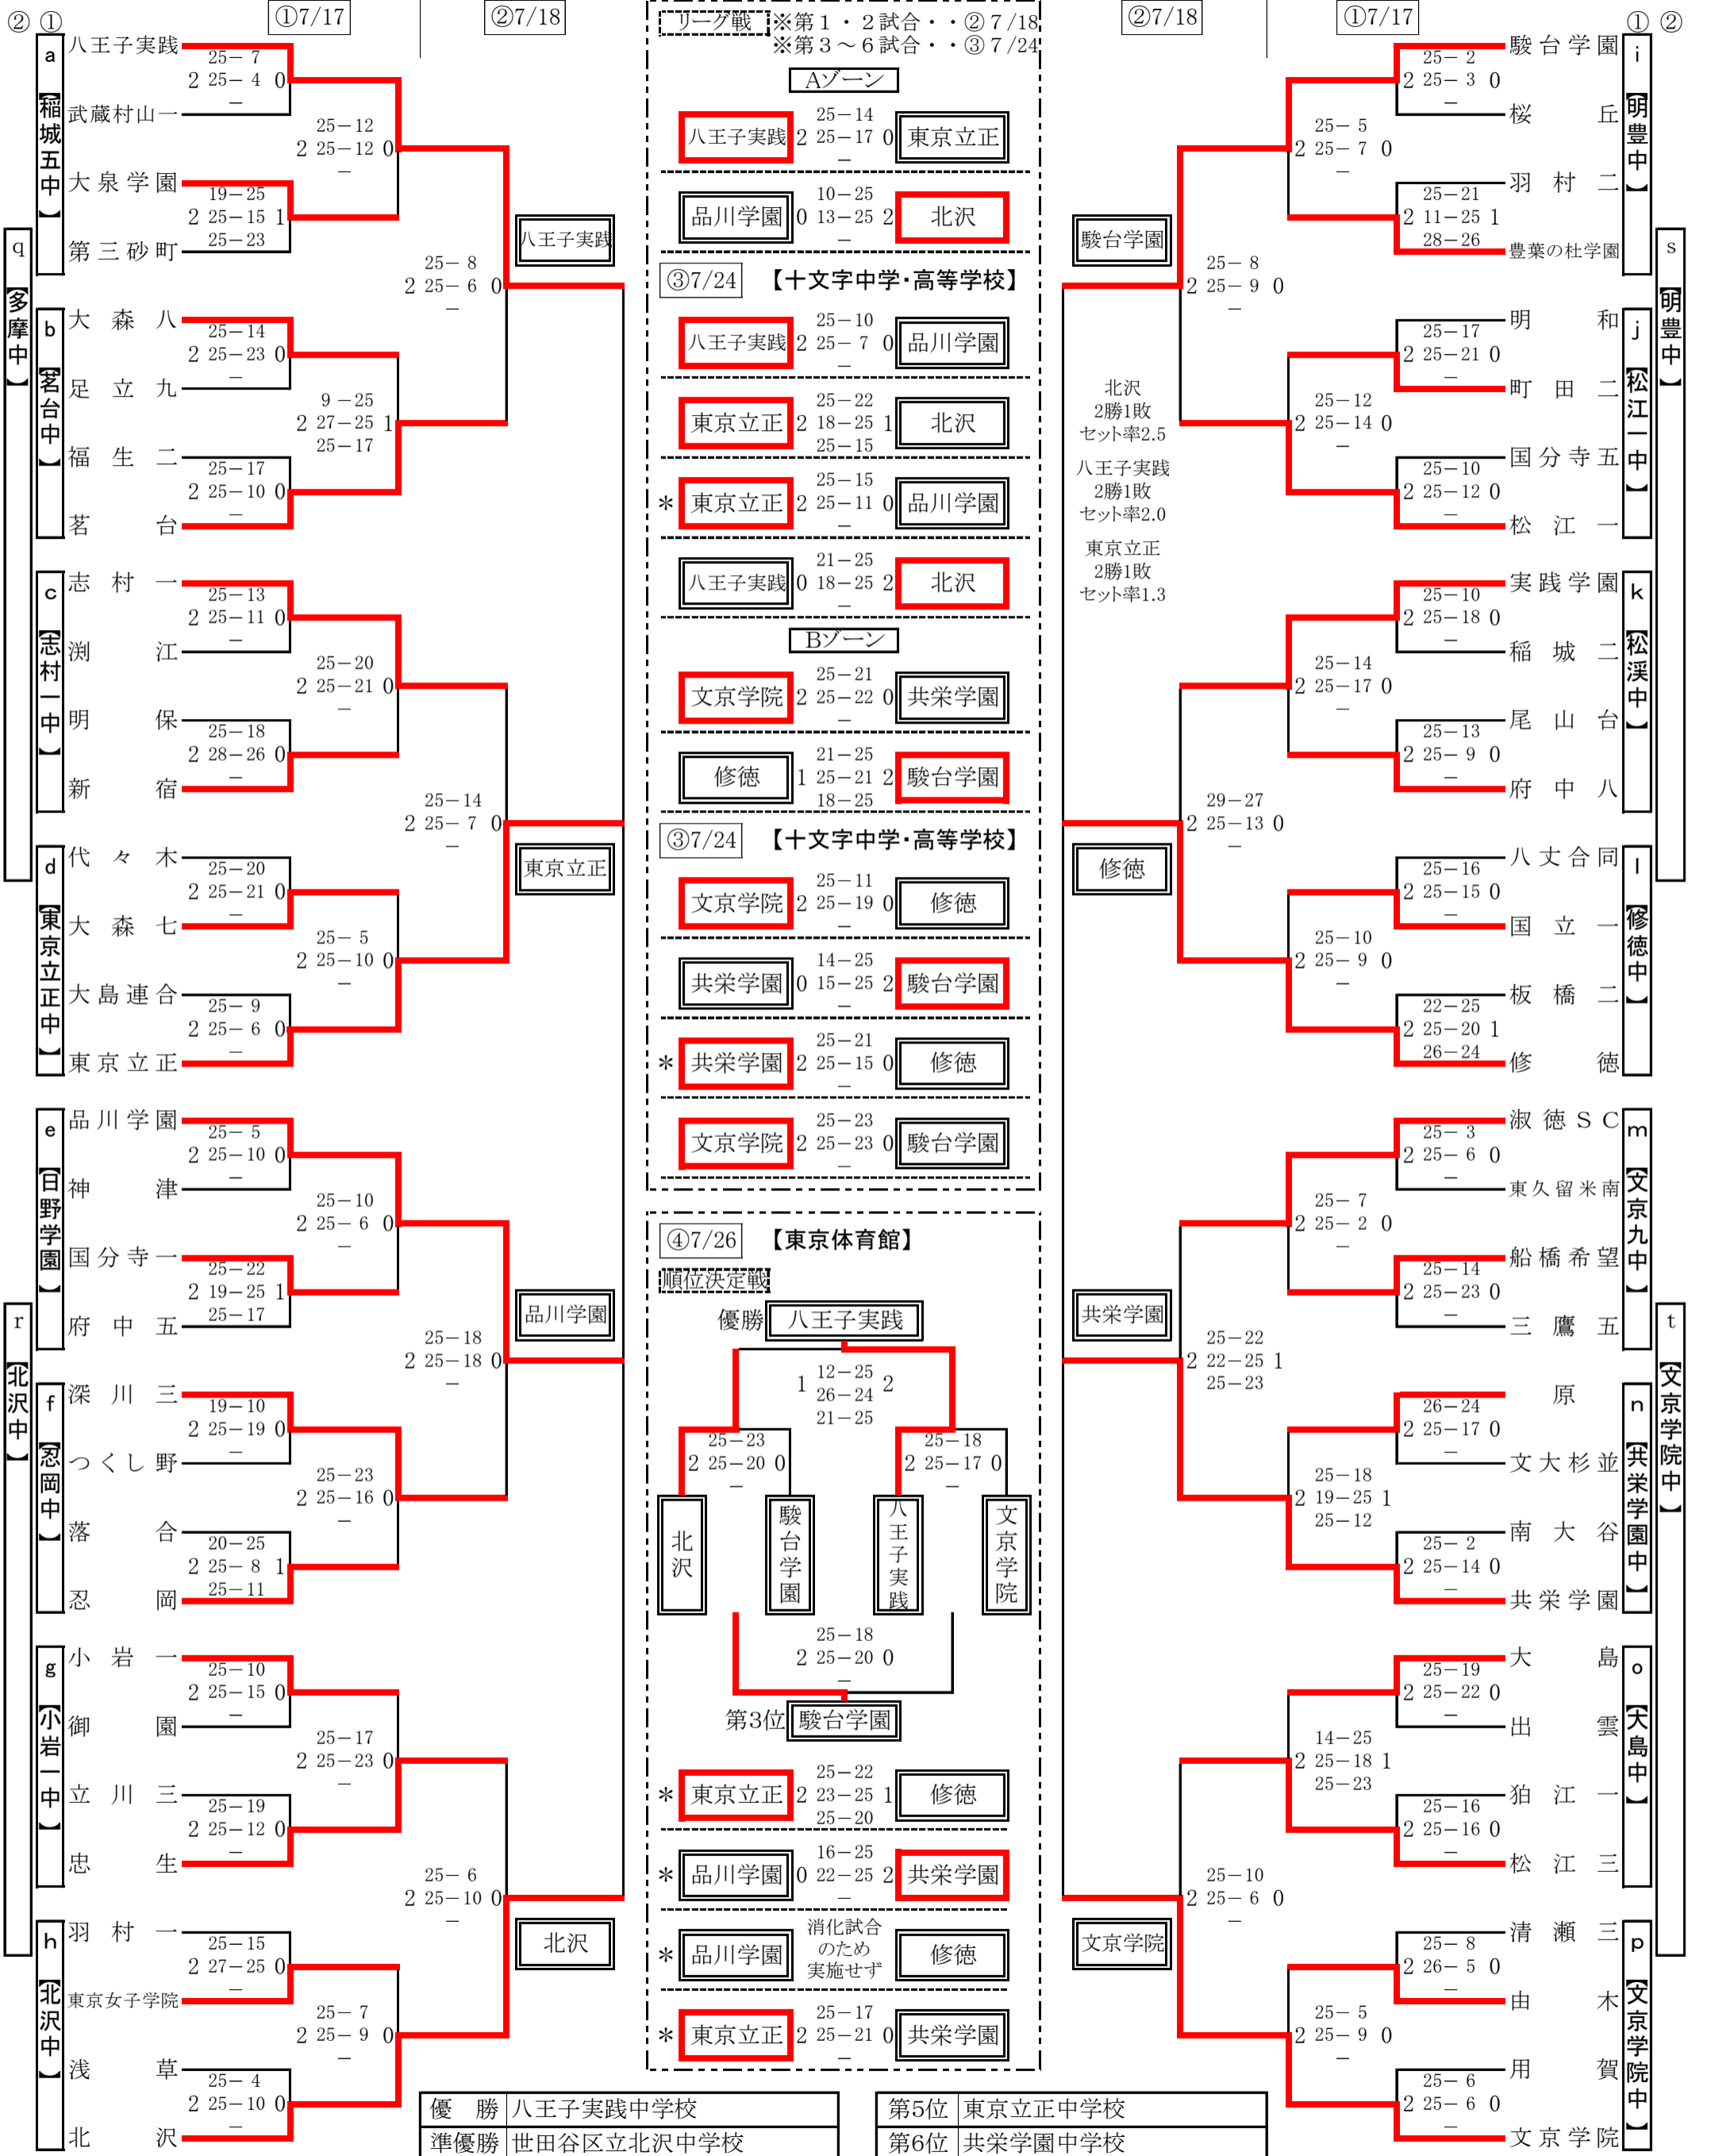 ② ①
①7/17
②7/18
a 【稲城五中】
八王子実践
25－7
2 25－4 0
－
武蔵村山一
25－12
2 25－12 0
－
大泉学園
19－25
2 25－15 1
25－23
第三砂町
八王子実践
25－8
2 25－6 0
－
q 【多摩中】
b 【茗台中】
大森八
25－14
2 25－23 0
－
足立九
9－25
2 27－25 1
25－17
福生二
25－17
2 25－10 0
－
茗台
c 【志村一中】
志村一
25－13
2 25－11 0
－
渕江
25－20
2 25－21 0
－
明保
25－18
2 28－26 0
－
新宿
25－14
2 25－7 0
－
東京立正
d 【東京立正中】
代々木
25－20
2 25－21 0
－
大森七
25－5
2 25－10 0
－
大島連合
25－9
2 25－6 0
－
東京立正
e 【日野学園】
品川学園
25－5
2 25－10 0
－
神津
25－10
2 25－6 0
－
国分寺一
25－22
2 19－25 1
25－17
府中五
品川学園
25－18
2 25－18 0
－
r 【北沢中】
f 【忍岡中】
深川三
19－10
2 25－19 0
－
つくし野
25－23
2 25－16 0
－
落合
20－25
2 25－8 1
25－11
忍岡
g 【小岩一中】
小岩一
25－10
2 25－15 0
－
御園
25－17
2 25－23 0
－
立川三
25－19
2 25－12 0
－
忠生
25－6
2 25－10 0
－
北沢
h 【北沢中】
羽村一
25－15
2 27－25 0
－
東京女子学院
25－7
2 25－9 0
－
浅草
25－4
2 25－10 0
－
北沢
リーグ戦 ※第1・2試合・・②7/18
※第3～6試合・・③7/24
Aゾーン
25－14
八王子実践 2 25－17 0 東京立正
－
10－25
品川学園 0 13－25 2 北沢
－
③7/24 【十文字中学・高等学校】
25－10
八王子実践 2 25－7 0 品川学園
－
25－22
東京立正 2 18－25 1 北沢
25－15
25－15
* 東京立正 2 25－11 0 品川学園
－
21－25
八王子実践 0 18－25 2 北沢
－
Bゾーン
25－21
文京学院 2 25－22 0 共栄学園
－
21－25
修徳 1 25－21 2 駿台学園
18－25
③7/24 【十文字中学・高等学校】
25－11
文京学院 2 25－19 0 修徳
－
14－25
共栄学園 0 15－25 2 駿台学園
－
25－21
* 共栄学園 2 25－15 0 修徳
－
25－23
文京学院 2 25－23 0 駿台学園
－
④7/26 【東京体育館】
順位決定戦
優勝 八王子実践
12－25
1 26－24 2
21－25
25－23
2 25－20 0
－
25－18
2 25－17 0
－
北沢
駿台学園
八王子実践
文京学院
25－18
2 25－20 0
－
第3位 駿台学園
25－22
* 東京立正 2 23－25 1 修徳
25－20
16－25
* 品川学園 0 22－25 2 共栄学園
－
消化試合
* 品川学園 のため 修徳
実施せず
25－17
* 東京立正 2 25－21 0 共栄学園
－
②7/18
①7/17
① ②
駿台学園
25－8
2 25－9 0
－
北沢
2勝1敗
セット率2.5
八王子実践
2勝1敗
セット率2.0
東京立正
2勝1敗
セット率1.3
i 【明豊中】
駿台学園
25－2
2 25－3 0
－
桜丘
25－5
2 25－7 0
－
羽村二
25－21
2 11－25 1
28－26
豊葉の杜学園
s 【明豊中】
j 【松江一中】
明和
25－17
2 25－21 0
－
町田二
25－12
2 25－14 0
－
国分寺五
25－10
2 25－12 0
－
松江一
k 【松溪中】
実践学園
25－10
2 25－18 0
－
稲城二
25－14
2 25－17 0
－
尾山台
25－13
2 25－9 0
－
府中八
29－27
2 25－13 0
－
修徳
l 【修徳中】
八丈合同
25－16
2 25－15 0
－
国立一
25－10
2 25－9 0
－
板橋二
22－25
2 25－20 1
26－24
修徳
m 【文京九中】
淑徳SC
25－3
2 25－6 0
－
東久留米南
25－7
2 25－2 0
－
船橋希望
25－14
2 25－23 0
－
三鷹五
共栄学園
25－22
2 22－25 1
25－23
t 【文京学院中】
n 【共栄学園中】
原
26－24
2 25－17 0
－
文大杉並
25－18
2 19－25 1
25－12
南大谷
25－2
2 25－14 0
－
共栄学園
o 【大島中】
大島
25－19
2 25－22 0
－
出雲
14－25
2 25－18 1
25－23
狛江一
25－16
2 25－16 0
－
松江三
25－10
2 25－6 0
－
文京学院
p 【文京学院中】
清瀬三
25－8
2 26－5 0
－
由木
25－5
2 25－9 0
－
用賀
25－6
2 25－6 0
－
文京学院
優勝 八王子実践中学校
準優勝 世田谷区立北沢中学校
第5位 東京立正中学校
第6位 共栄学園中学校